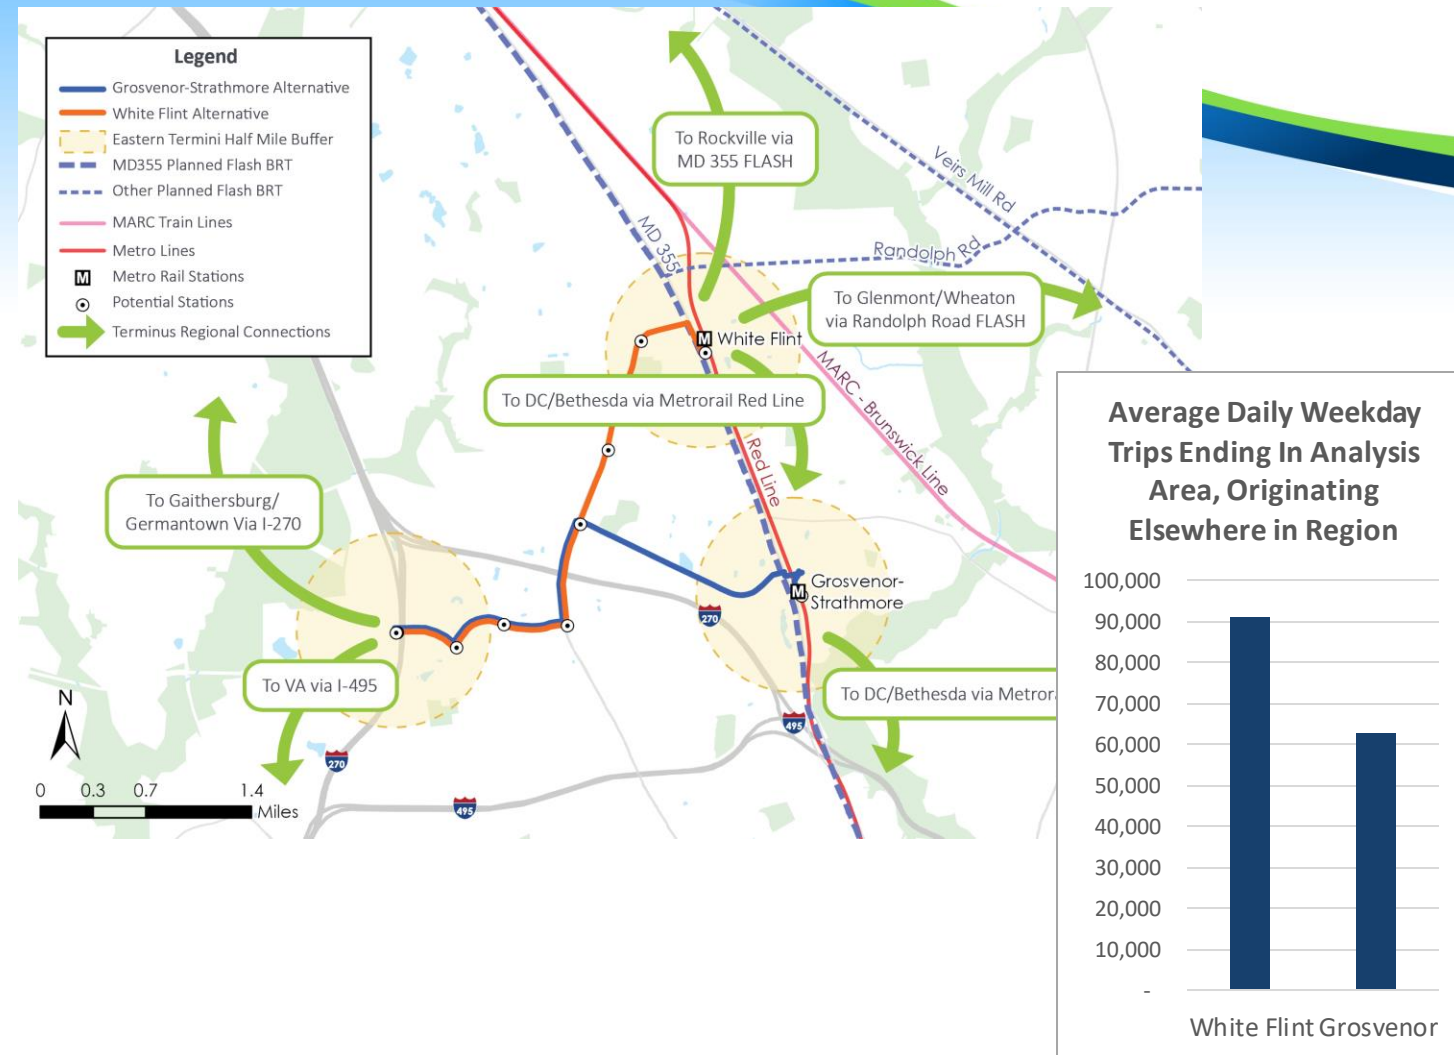 Legend
Grosvenor-Strathmore Alternative
White Flint Alternative
Eastern Termini Half Mile Buffer
MD355 Planned Flash BRT
Other Planned Flash BRT
MARC Train Lines
Metro Lines
M Metro Rail Stations
Potential Stations
Terminus Regional Connections
To Rockville via
MD 355 FLASH
Veirs Mill Rd
MD 355
Randolph Rd
To Glenmont/Wheaton
via Randolph Road FLASH
M White Flint
MARC - Brunswick Line
To DC/Bethesda via Metrorail Red Line
Red Line
To Gaithersburg/
Germantown Via I-270
Grosvenor-
M Strathmore
270
To VA via I-495
To DC/Bethesda via Metrora
495
N
270
0 0.3 0.7 1.4
Miles
495
Average Daily Weekday
Trips Ending In Analysis
Area, Originating
Elsewhere in Region
100,000
90,000
80,000
70,000
60,000
50,000
40,000
30,000
20,000
10,000
-
White Flint Grosvenor